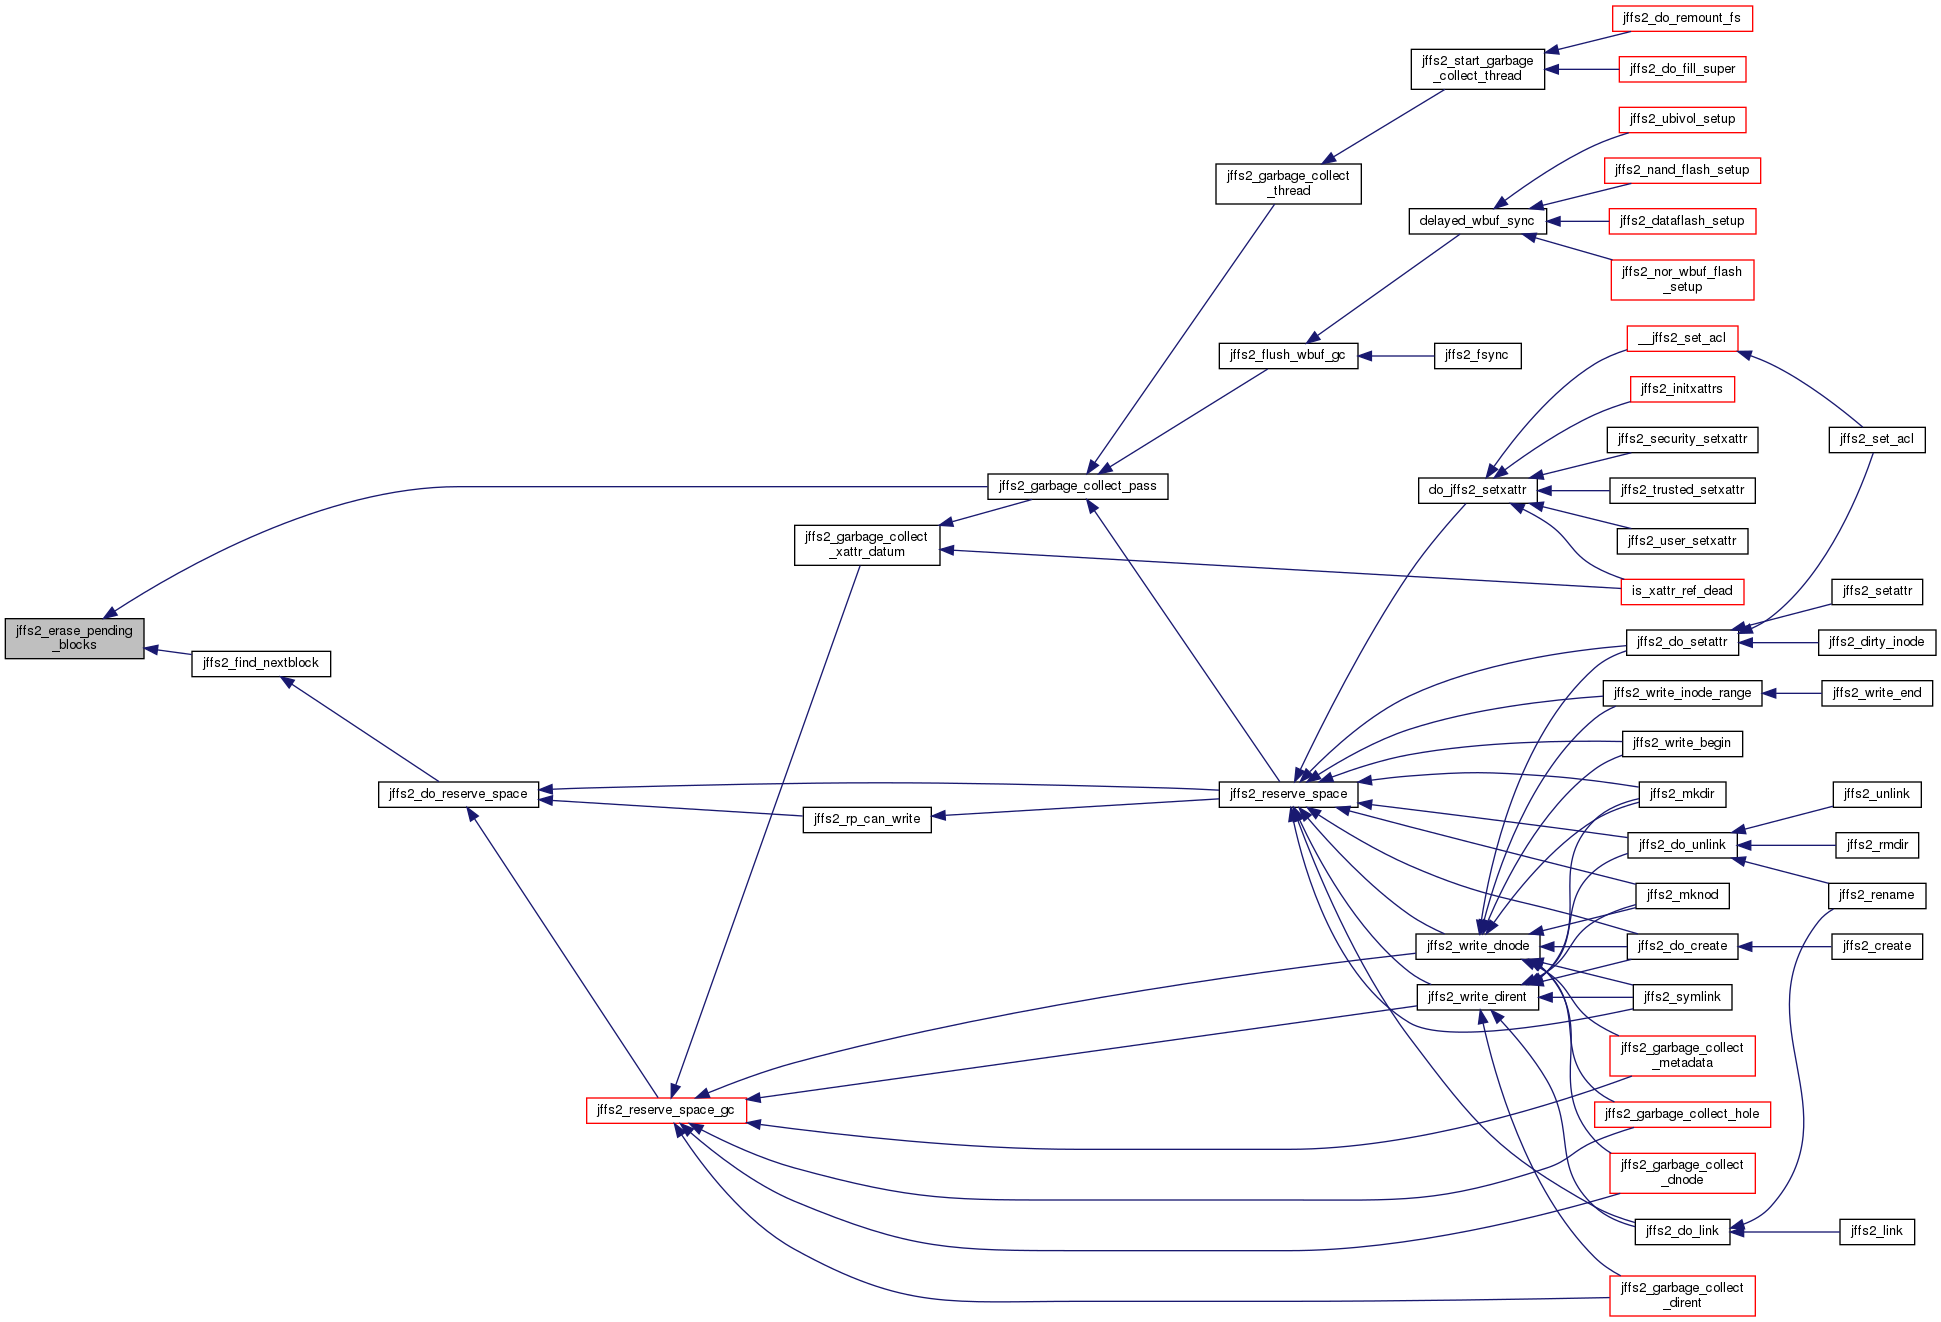 jffs2_do_remount_fs
jffs2_start_garbage
_collect_thread
jffs2_do_fill_super
jffs2_ubivol_setup
jffs2_garbage_collect
_thread
jffs2_nand_flash_setup
delayed_wbuf_sync
jffs2_dataflash_setup
jffs2_nor_wbuf_flash
_setup
__jffs2_set_acl
jffs2_flush_wbuf_gc
jffs2_fsync
jffs2_initxattrs
jffs2_security_setxattr
jffs2_set_acl
jffs2_garbage_collect_pass
do_jffs2_setxattr
jffs2_trusted_setxattr
jffs2_garbage_collect
_xattr_datum
jffs2_user_setxattr
is_xattr_ref_dead
jffs2_setattr
jffs2_erase_pending
_blocks
jffs2_do_setattr
jffs2_dirty_inode
jffs2_find_nextblock
jffs2_write_inode_range
jffs2_write_end
jffs2_write_begin
jffs2_do_reserve_space
jffs2_reserve_space
jffs2_mkdir
jffs2_unlink
jffs2_rp_can_write
jffs2_do_unlink
jffs2_rmdir
jffs2_mknod
jffs2_rename
jffs2_write_dnode
jffs2_do_create
jffs2_create
jffs2_write_dirent
jffs2_symlink
jffs2_garbage_collect
_metadata
jffs2_reserve_space_gc
jffs2_garbage_collect_hole
jffs2_garbage_collect
_dnode
jffs2_do_link
jffs2_link
jffs2_garbage_collect
_dirent